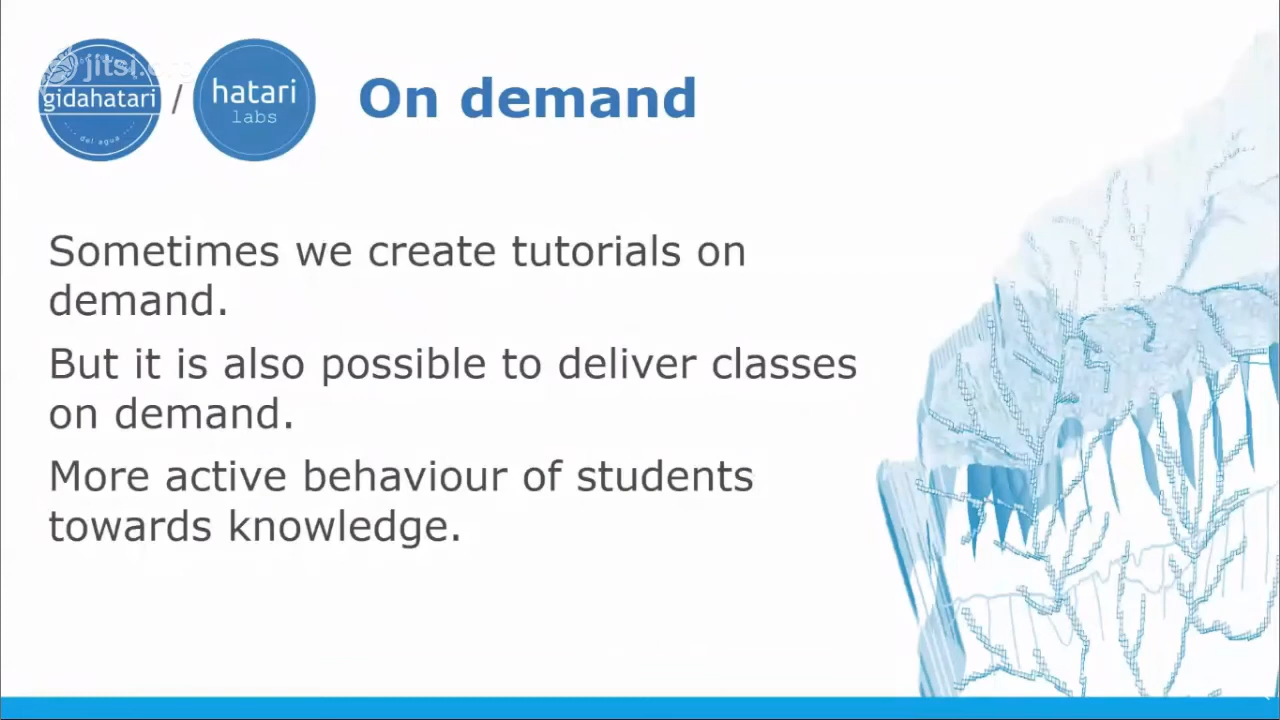 jitsi.org
gidahatari
del agua
/
hatari
labs
On demand
Sometimes we create tutorials on
demand.
But it is also possible to deliver classes
on demand.
More active behaviour of students
towards knowledge.